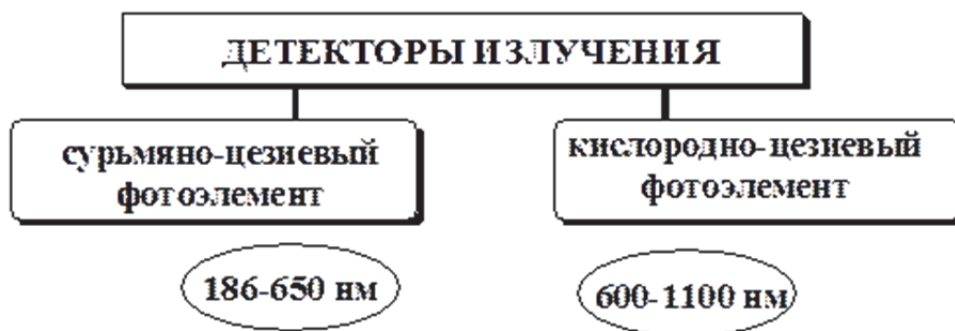 ДЕТЕКТОРЫ ИЗЛУЧЕНИЯ
сурьмяно-цезиевый
фотоэлемент
кислородно-цезиевый
фотоэлемент
186-650 нм
600-1100 нм